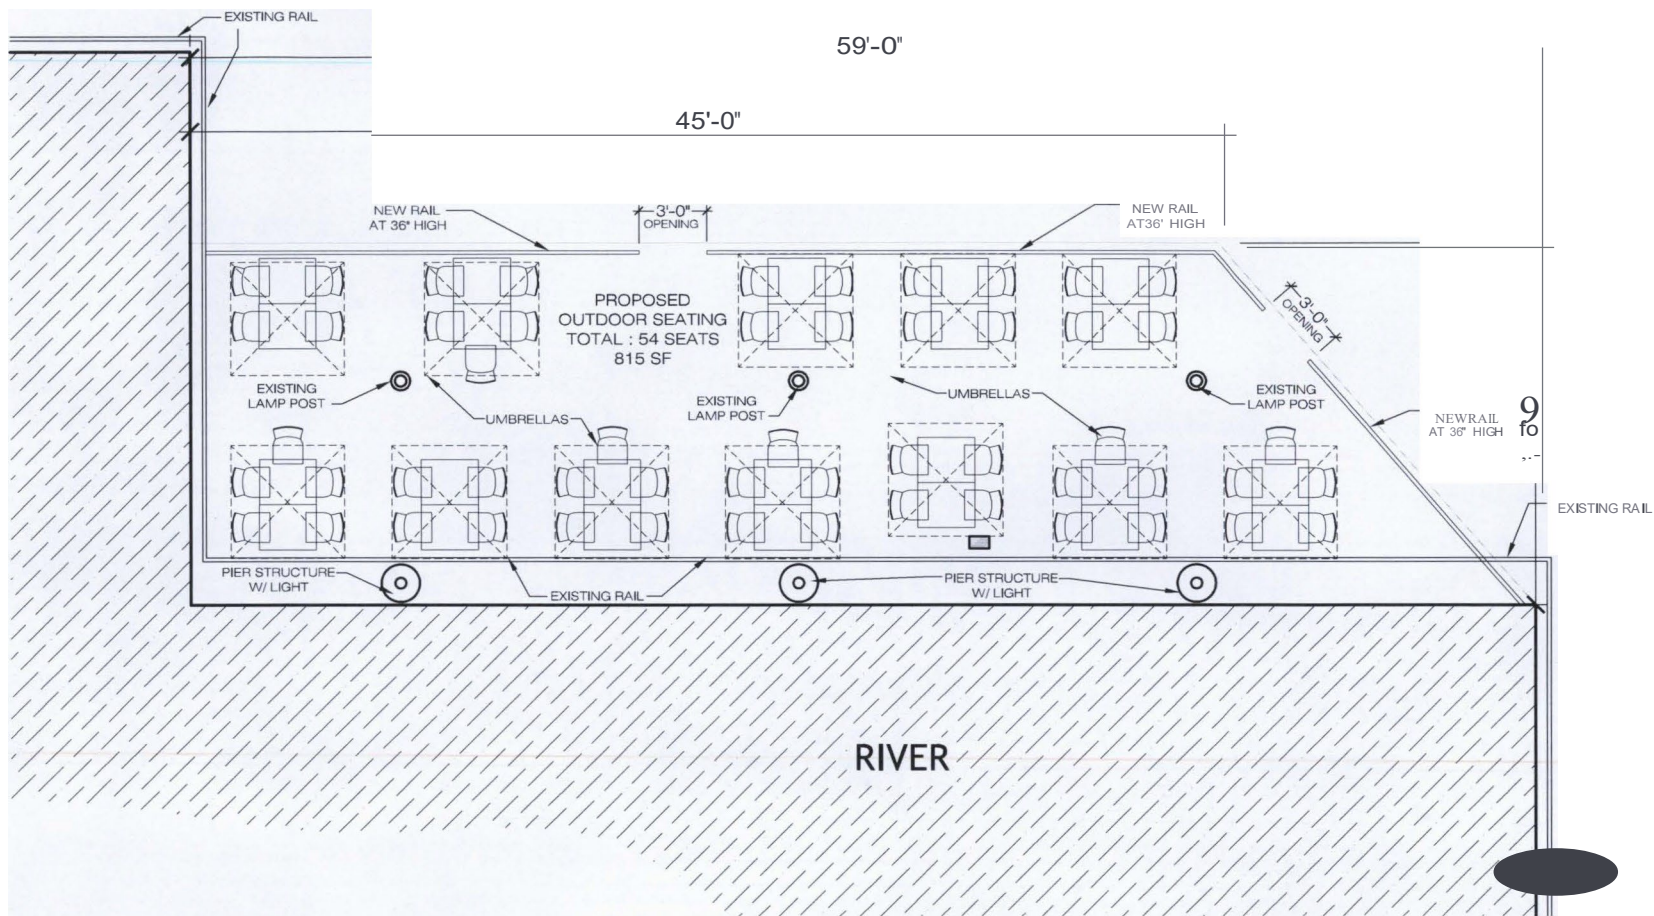 EXISTING RAIL
59'-0"
45'-0"
NEW RAIL
AT 36" HIGH
3'-0"
OPENING
NEW RAIL
AT36' HIGH
PROPOSED
OUTDOOR SEATING
TOTAL : 54 SEATS
815 SF
3'-0"
OPENING
EXISTING
LAMP POST
UMBRELLAS
EXISTING
LAMP POST
UMBRELLAS
EXISTING
LAMP POST
NEWRAIL
AT 36" HIGH
9
fo
EXISTING RAIL
PIER STRUCTURE
W/ LIGHT
EXISTING RAIL
PIER STRUCTURE
W/ LIGHT
RIVER